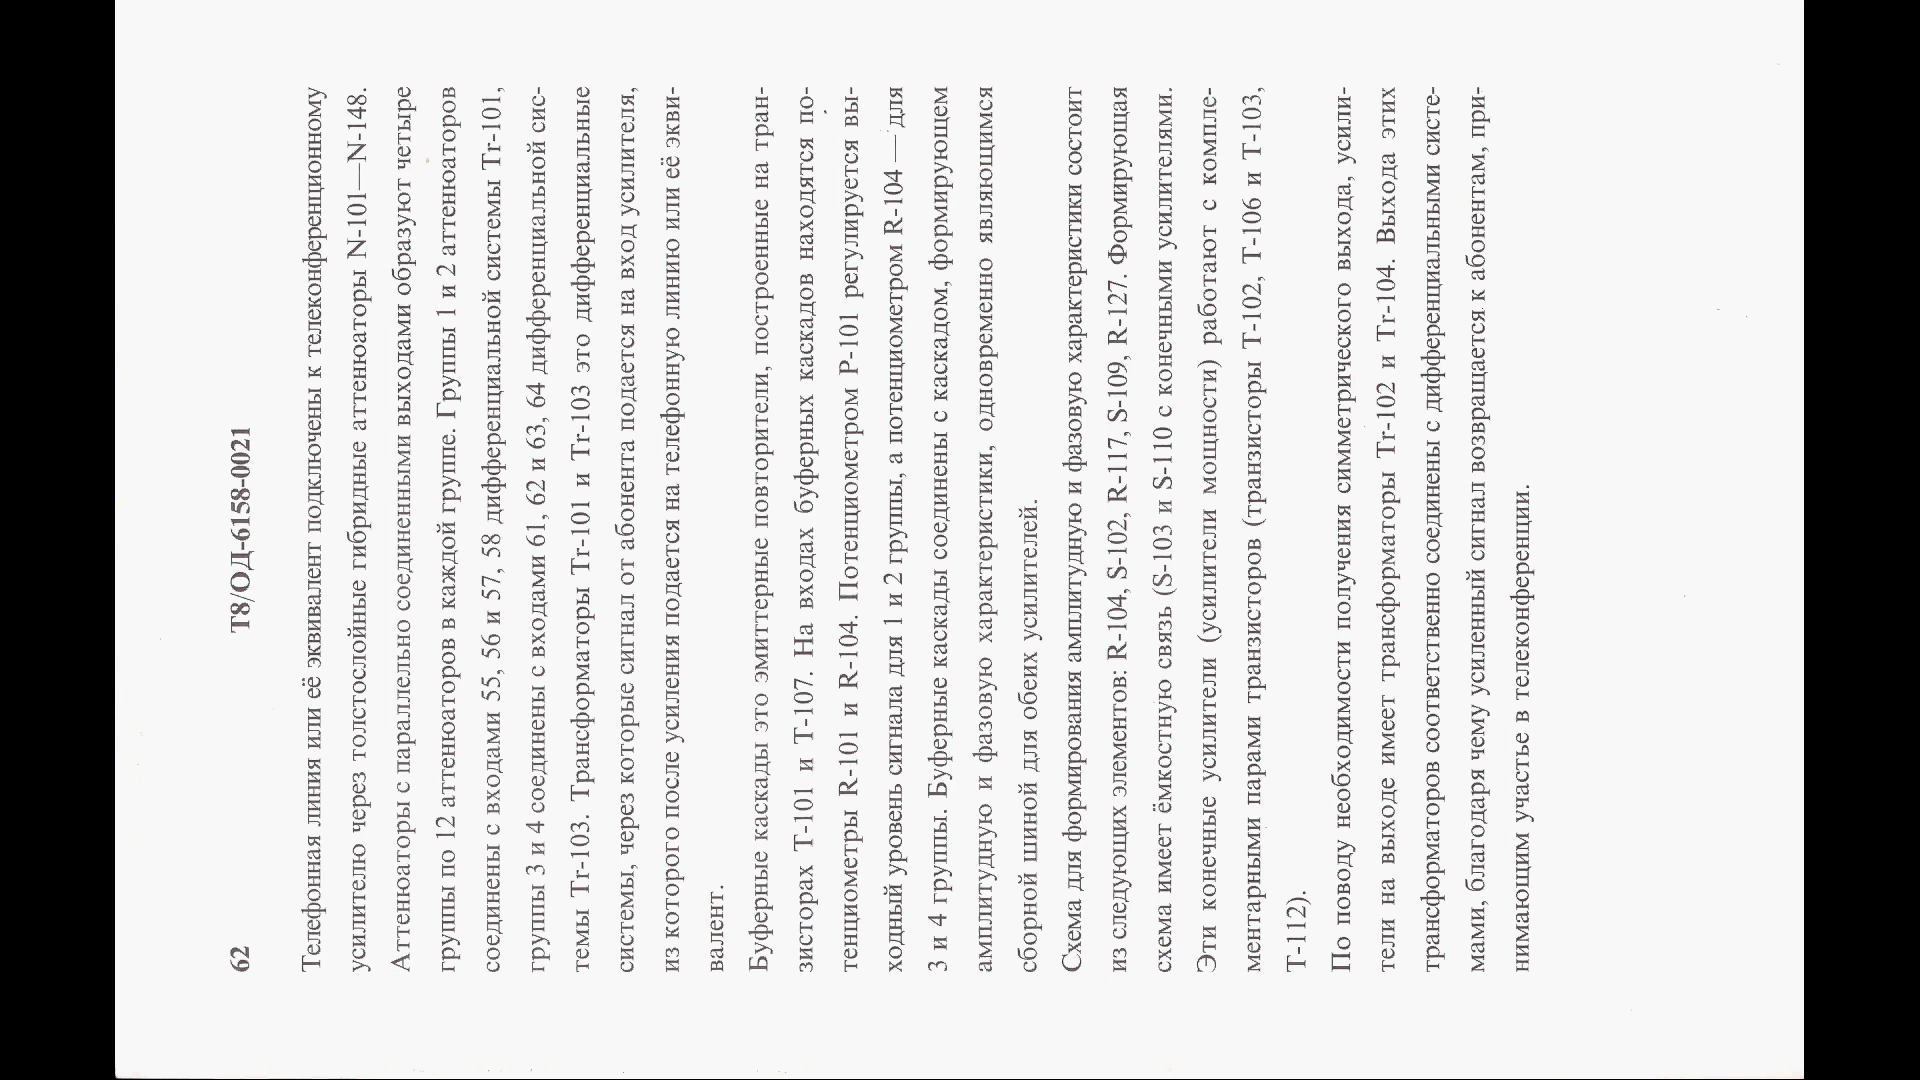 62 Т8/ОД-6158-0021
Телефонная линия или её эквивалент подключены к телеконференционному
усилителю через толстослойные гибридные аттенюаторы N-101—N-148.
Аттенюаторы с параллельно соединенными выходами образуют четыре
группы по 12 аттенюаторов в каждой группе. Группы 1 и 2 аттенюаторов
соединены с входами 55, 56 и 57, 58 дифференциальной системы Tr-101,
группы 3 и 4 соединены с входами 61, 62 и 63, 64 дифференциальной сис-
темы Tr-103. Трансформаторы Tr-101 и Tr-103 это дифференциальные
системы, через которые сигнал от абонента подается на вход усилителя,
из которого после усиления подается на телефонную линию или её экви-
валент.
Буферные каскады это эмиттерные повторители, построенные на тран-
зисторах Т-101 и Т-107. На входах буферных каскадов находятся по-
тенциометры R-101 и R-104. Потенциометром Р-101 регулируется вы-
ходный уровень сигнала для 1 и 2 группы, а потенциометром R-104 — для
3 и 4 группы. Буферные каскады соединены с каскадом, формирующем
амплитудную и фазовую характеристики, одновременно являющимся
сборной шиной для обеих усилителей.
Схема для формирования амплитудную и фазовую характеристики состоит
из следующих элементов: R-104, S-102, R-117, S-109, R-127. Формирующая
схема имеет ёмкостную связь (S-103 и S-110 с конечными усилителями.
Эти конечные усилители (усилители мощности) работают с компле-
ментарными парами транзисторов (транзисторы Т-102, Т-106 и Т-103,
Т-112).
По поводу необходимости получения симметрического выхода, усили-
тели на выходе имеет трансформаторы Tr-102 и Tr-104. Выхода этих
трансформаторов соответственно соединены с дифференциальными систе-
мами, благодаря чему усиленный сигнал возвращается к абонентам, при-
нимающим участье в телеконференции.